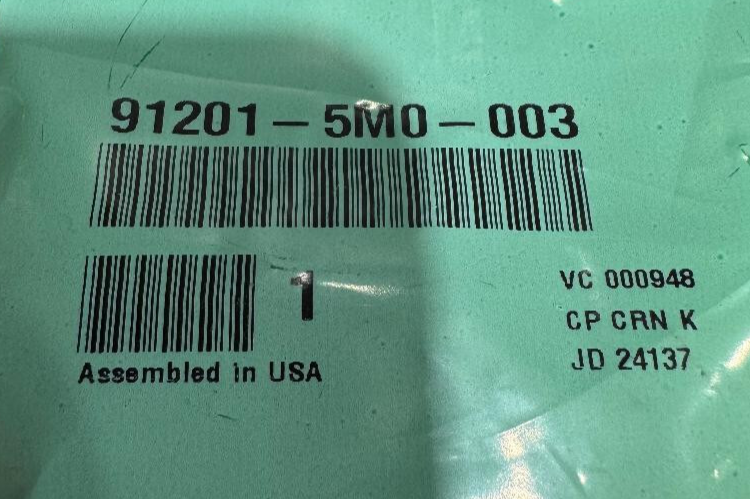 91201-5M0-003
1
VC 000948
CP CRN K
JD 24137
Assembled in USA